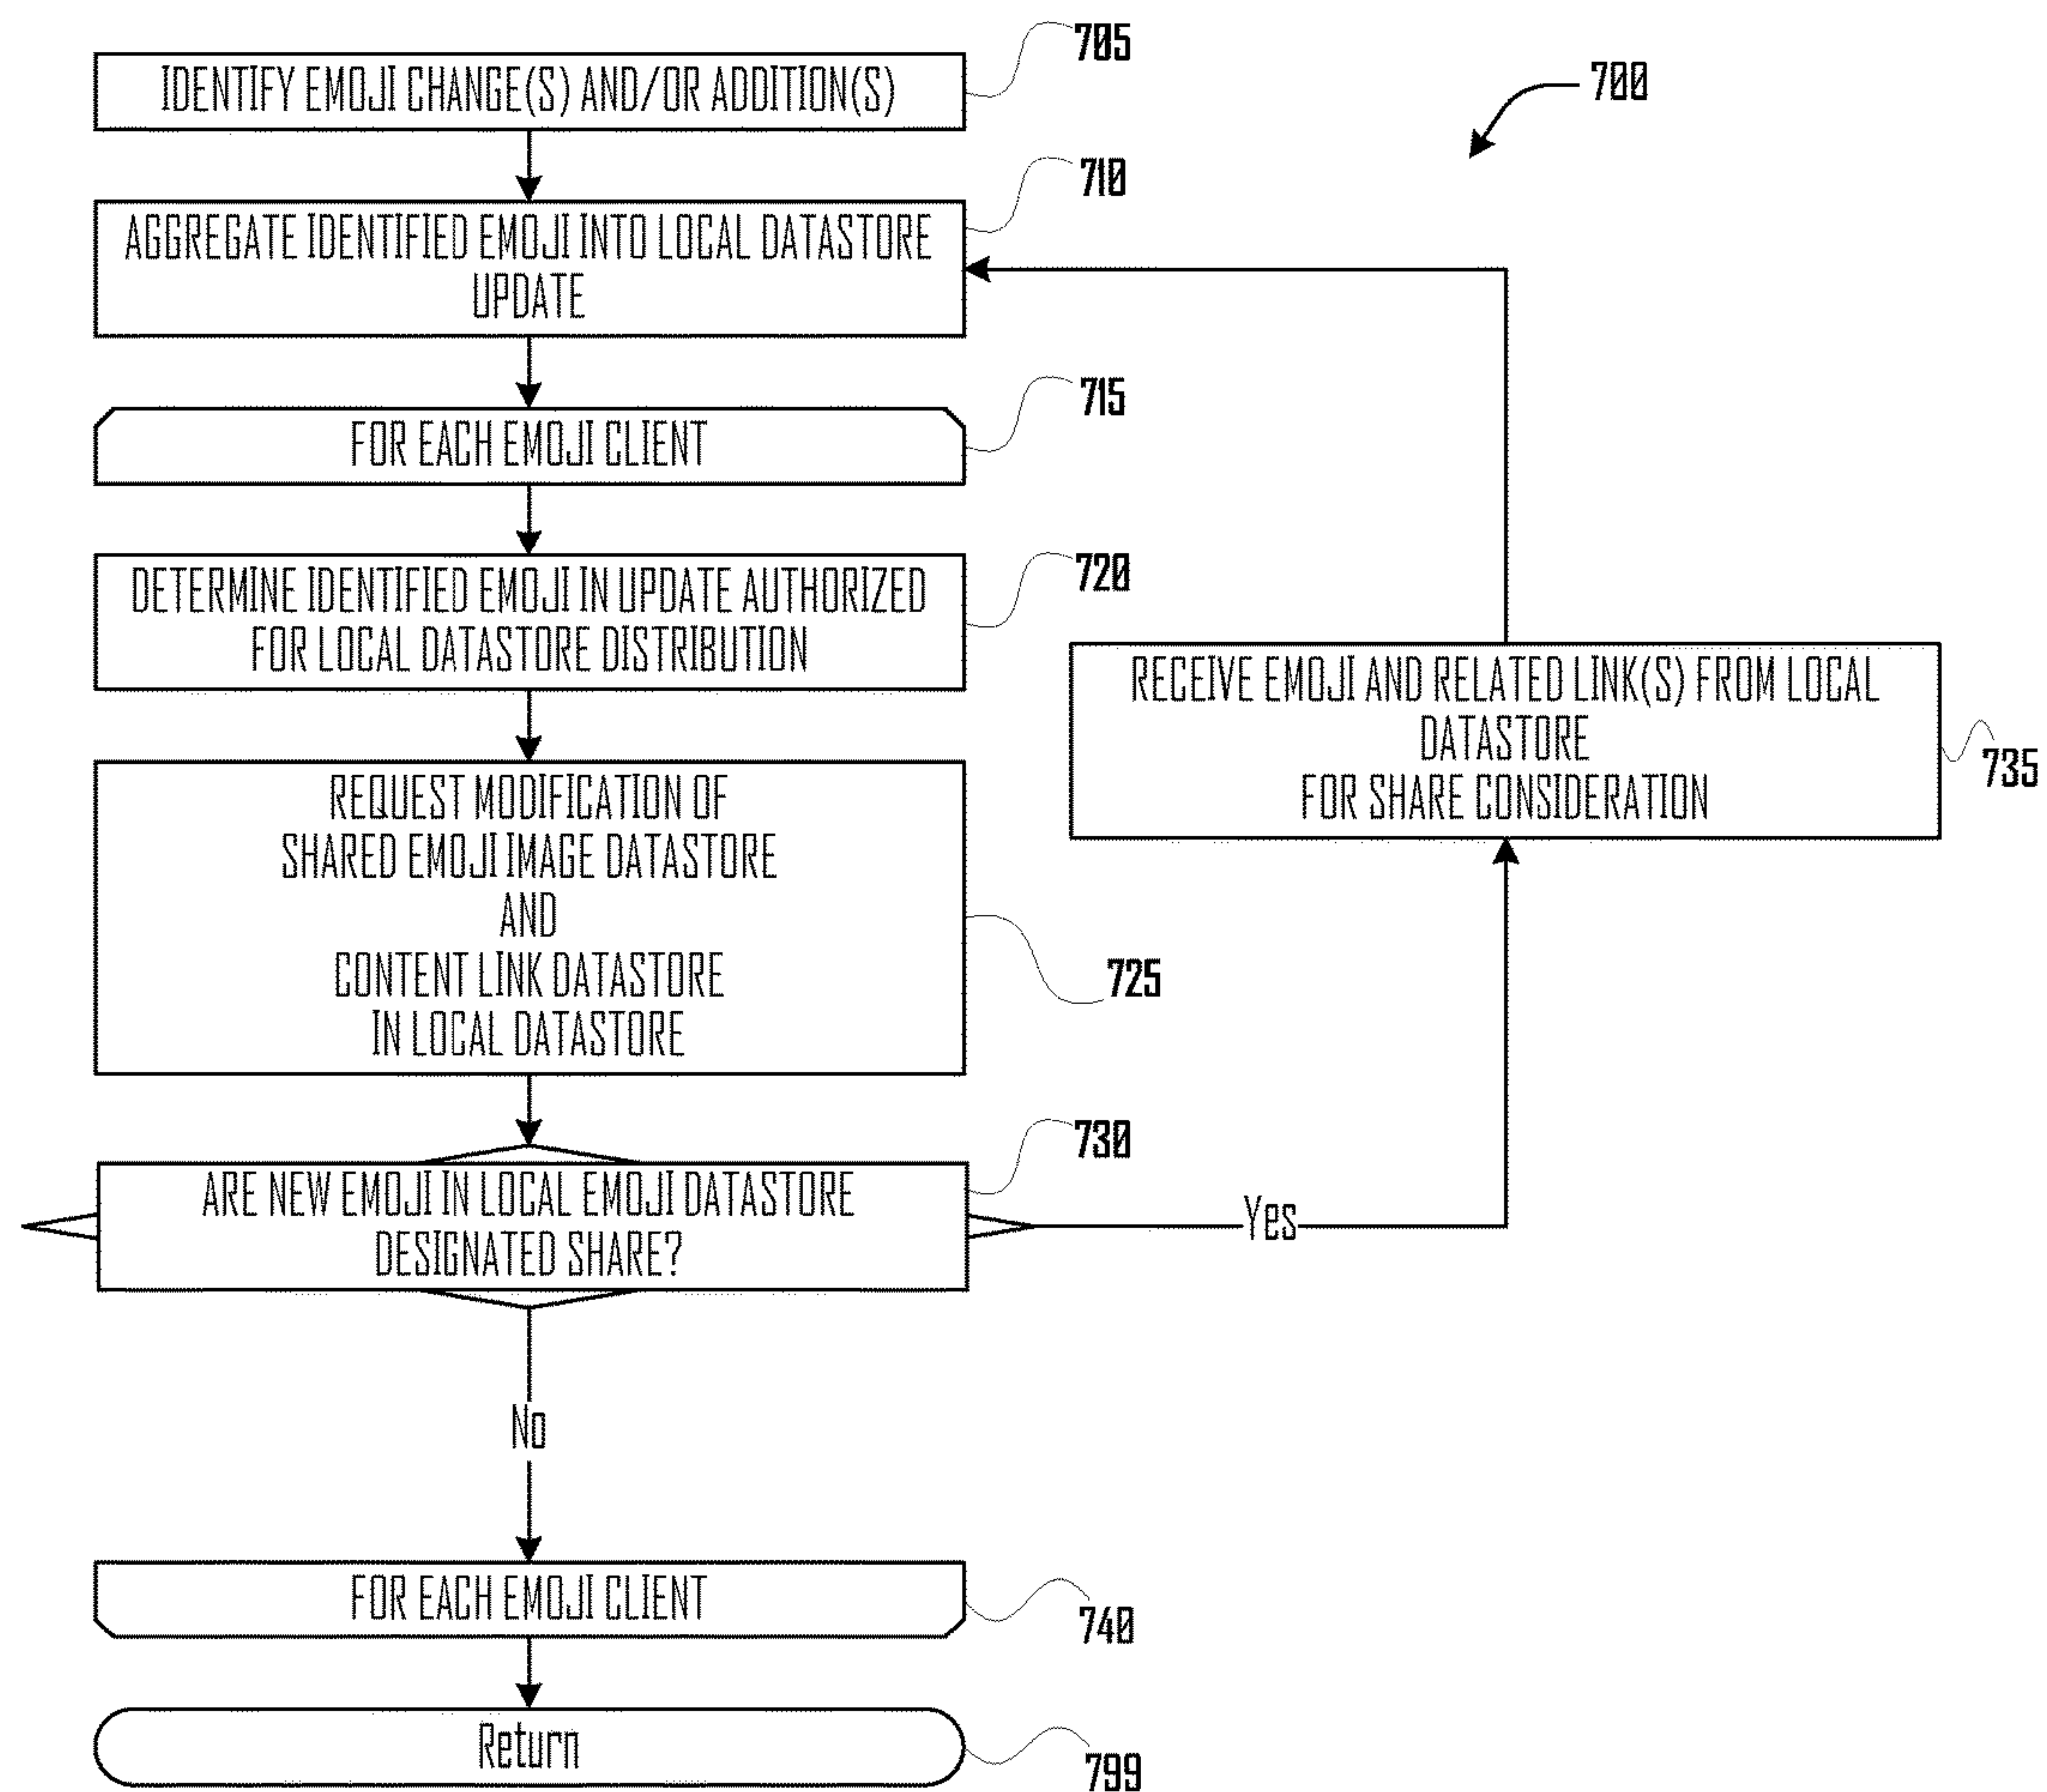 705
IDENTIFY EMOJI CHANGE(S) AND/OR ADDITION(S)
700
710
AGGREGATE IDENTIFIED EMOJI INTO LOCAL DATASTORE
UPDATE
715
FOR EACH EMOJI CLIENT
720
DETERMINE IDENTIFIED EMOJI IN UPDATE AUTHORIZED
FOR LOCAL DATASTORE DISTRIBUTION
RECEIVE EMOJI AND RELATED LINK(S) FROM LOCAL
DATASTORE
FOR SHARE CONSIDERATION
735
REQUEST MODIFICATION OF
SHARED EMOJI IMAGE DATASTORE
AND
CONTENT LINK DATASTORE
IN LOCAL DATASTORE
725
730
ARE NEW EMOJI IN LOCAL EMOJI DATASTORE
DESIGNATED SHARE?
Yes
No
FOR EACH EMOJI CLIENT
740
Return
799